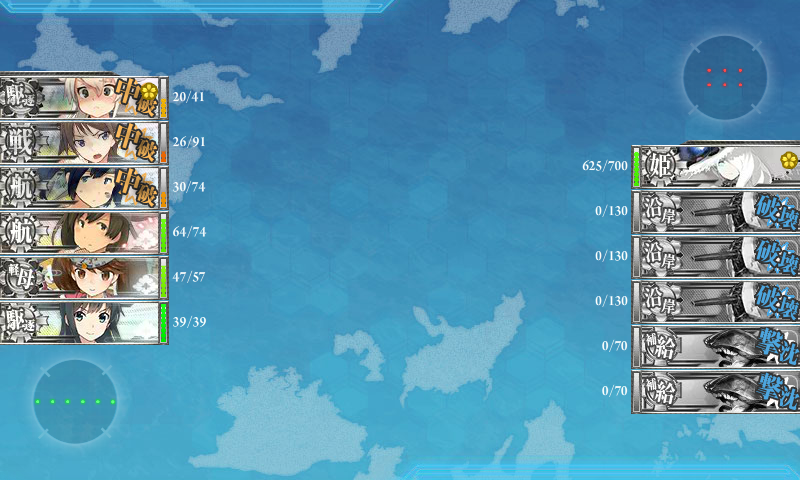 駆逐 中破 20/41
戦 中破 26/91
航 中破 30/74
航 64/74
軽母 47/57
駆逐 39/39
625/700 姫
0/130 沿岸 破壊
0/130 沿岸 破壊
0/130 沿岸 破壊
0/70 補給 撃沈
0/70 補給 撃沈